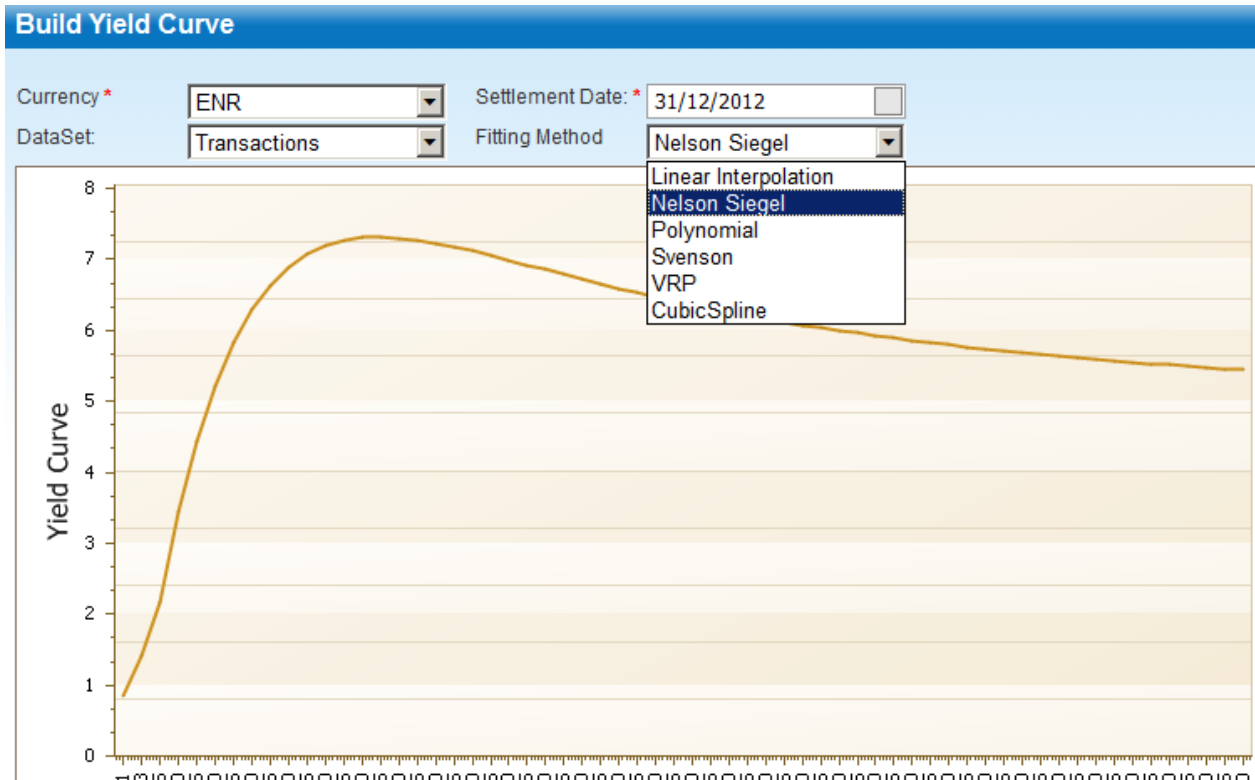 Build Yield Curve
Currency * ENR Settlement Date: * 31/12/2012
DataSet: Transactions Fitting Method Nelson Siegel
Linear Interpolation
Nelson Siegel
Polynomial
Svenson
VRP
CubicSpline
Yield Curve
8
7
6
5
4
3
2
1
0